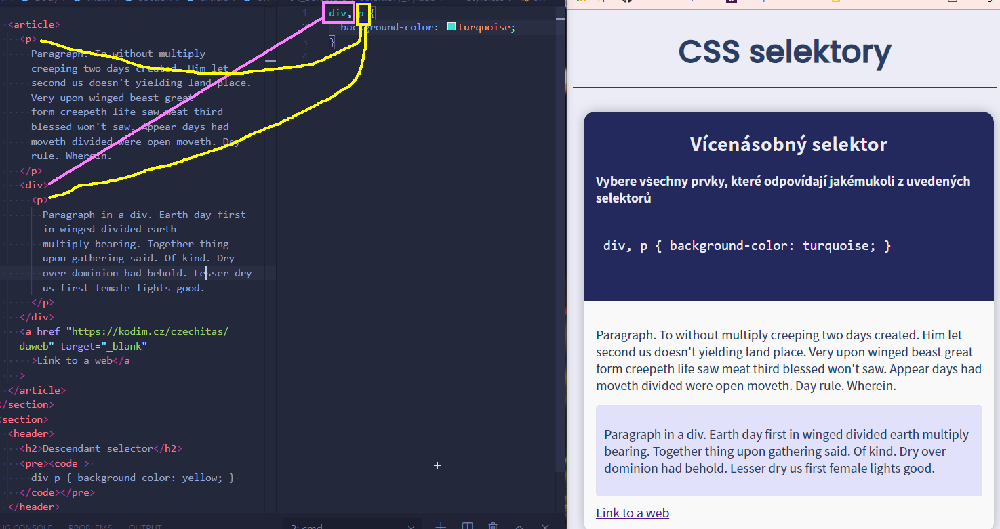 <article>
<p>
Paragraph. To without multiply
creeping two days created. Him let
second us doesn't yielding land place.
Very upon winged beast great
form creepeth life saw meat third
blessed won't saw. Appear days had
moveth divided were open moveth. Day
rule. Wherein.
</p>
<div>
<p>
Paragraph in a div. Earth day first
in winged divided earth
multiply bearing. Together thing
upon gathering said. Of kind. Dry
over dominion had behold. Lesser dry
us first female lights good.
</p>
</div>
<a href="https://kodim.cz/czechitas/
daweb" target="_blank"
>Link to a web</a
>
</article>
/section>
section>
<header>
<h2>Descendant selector</h2>
<pre><code >
div p { background-color: yellow; }
</code></pre>
</header>
1 div, p {
2 background-color: turquoise;
3 }
4
CONSOLE PROBLEMS OUTPUT
2: cmd
CSS selektory
Vícenásobný selektor
Vybere všechny prvky, které odpovídají jakémukoli z uvedených
selektorů
div, p { background-color: turquoise; }
Paragraph. To without multiply creeping two days created. Him let
second us doesn't yielding land place. Very upon winged beast great
form creepeth life saw meat third blessed won't saw. Appear days had
moveth divided were open moveth. Day rule. Wherein.
Paragraph in a div. Earth day first in winged divided earth multiply
bearing. Together thing upon gathering said. Of kind. Dry over
dominion had behold. Lesser dry us first female lights good.
Link to a web